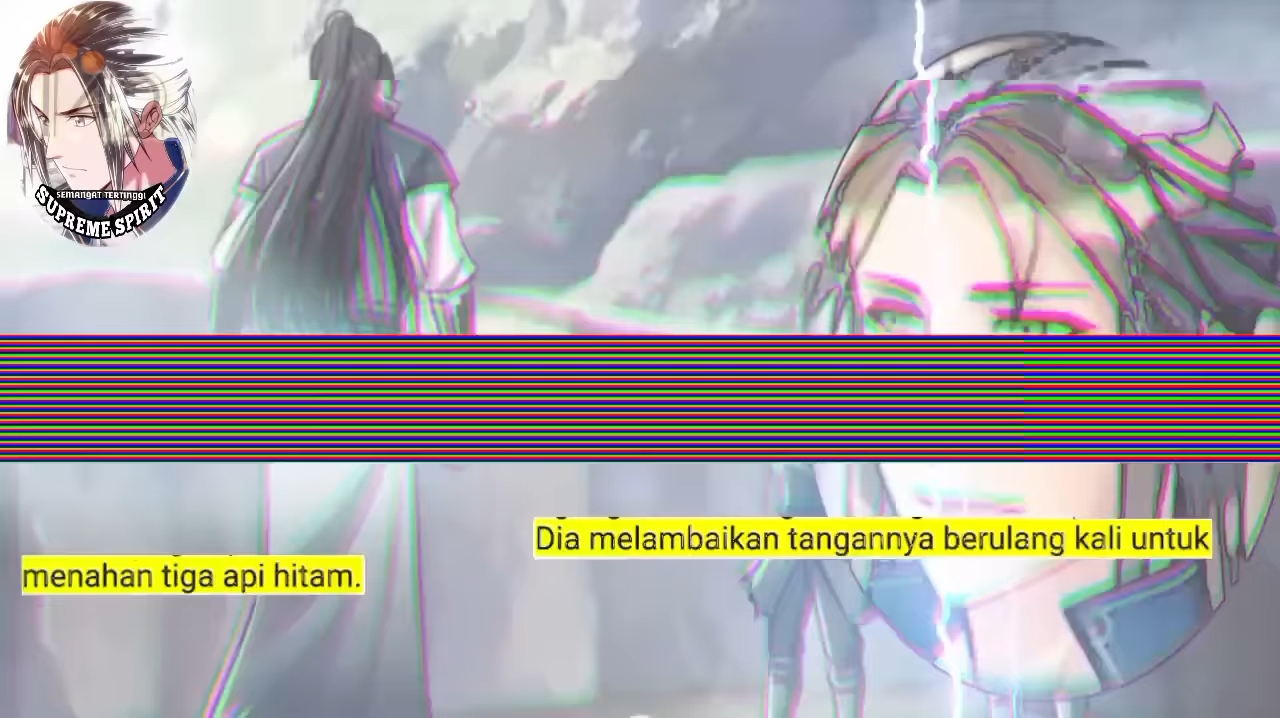 SEMANGAT TERTINGGI
SUPREME SPIRIT
Dia melambaikan tangannya berulang kali untuk
menahan tiga api hitam.